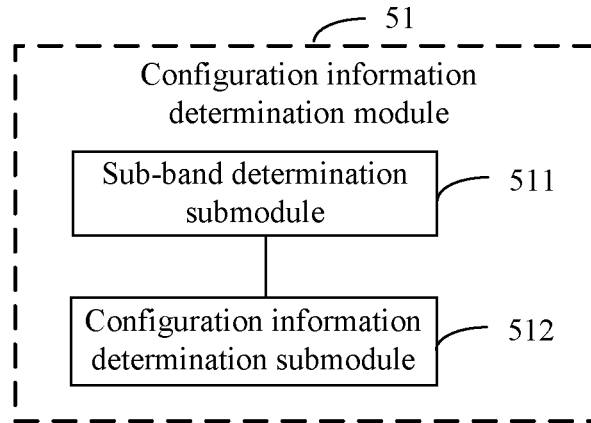 51
Configuration information
determination module
Sub-band determination
submodule
511
Configuration information
determination submodule
512